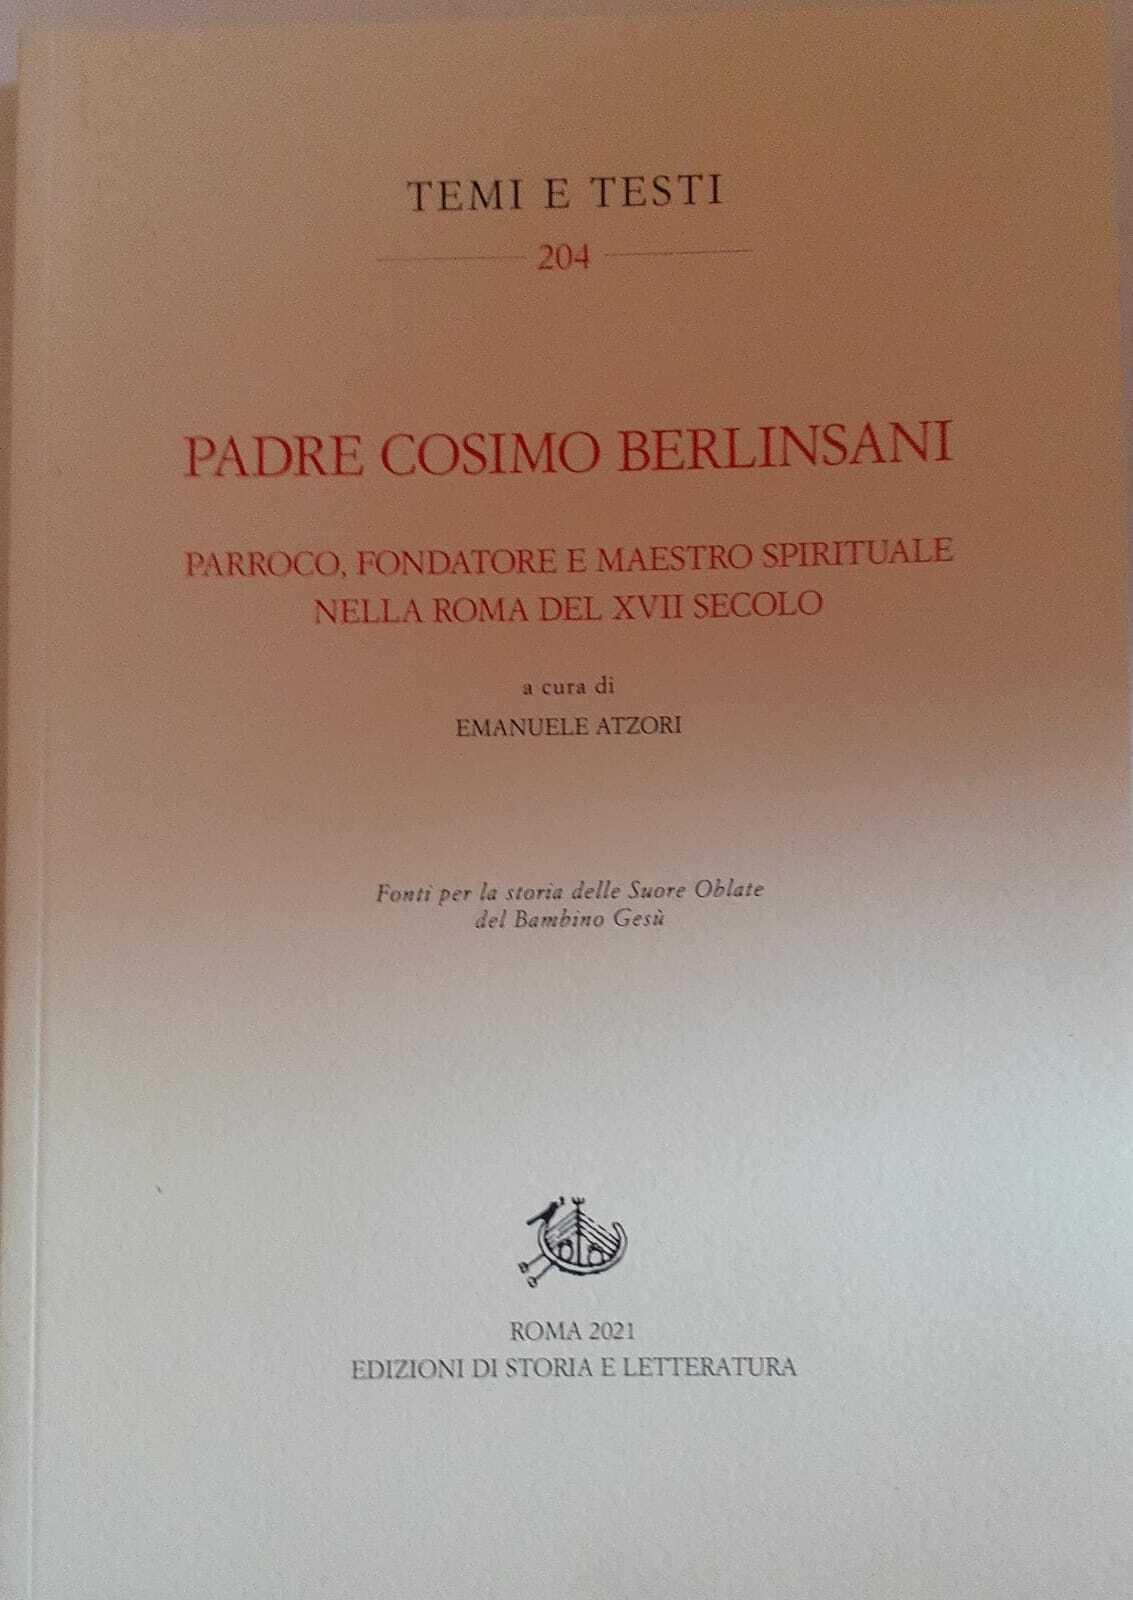 TEMI E TESTI
204
PADRE COSIMO BERLINSANI
PARROCO, FONDATORE E MAESTRO SPIRITUALE
NELLA ROMA DEL XVII SECOLO
a cura di
EMANUELE ATZORI
Fonti per la storia delle Suore Oblate
del Bambino Gesù
ROMA 2021
EDIZIONI DI STORIA E LETTERATURA